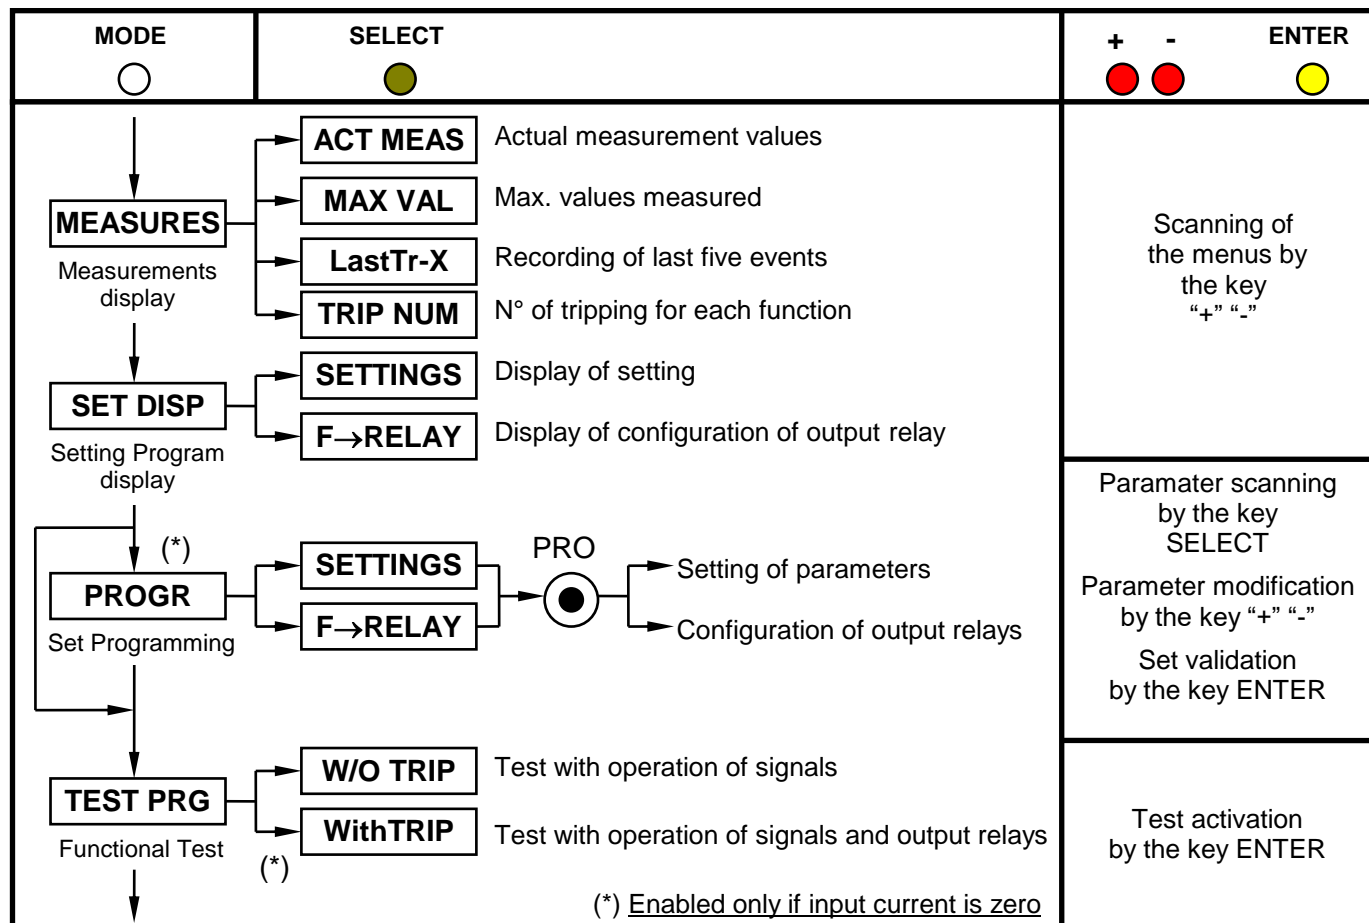 MODE
SELECT
+ -
ENTER
ACT MEAS
Actual measurement values
MAX VAL
Max. values measured
MEASURES
Measurements
display
LastTr-X
Recording of last five events
TRIP NUM
N° of tripping for each function
Scanning of
the menus by
the key
“+” “-”
SETTINGS
Display of setting
SET DISP
Setting Program
display
F→RELAY
Display of configuration of output relay
Paramater scanning
by the key
SELECT
Parameter modification
by the key “+” “-”
Set validation
by the key ENTER
(*)
PROGR
Set Programming
SETTINGS
F→RELAY
PRO
Setting of parameters
Configuration of output relays
W/O TRIP
Test with operation of signals
TEST PRG
Functional Test
WithTRIP
Test with operation of signals and output relays
(*)
Test activation
by the key ENTER
(*) Enabled only if input current is zero